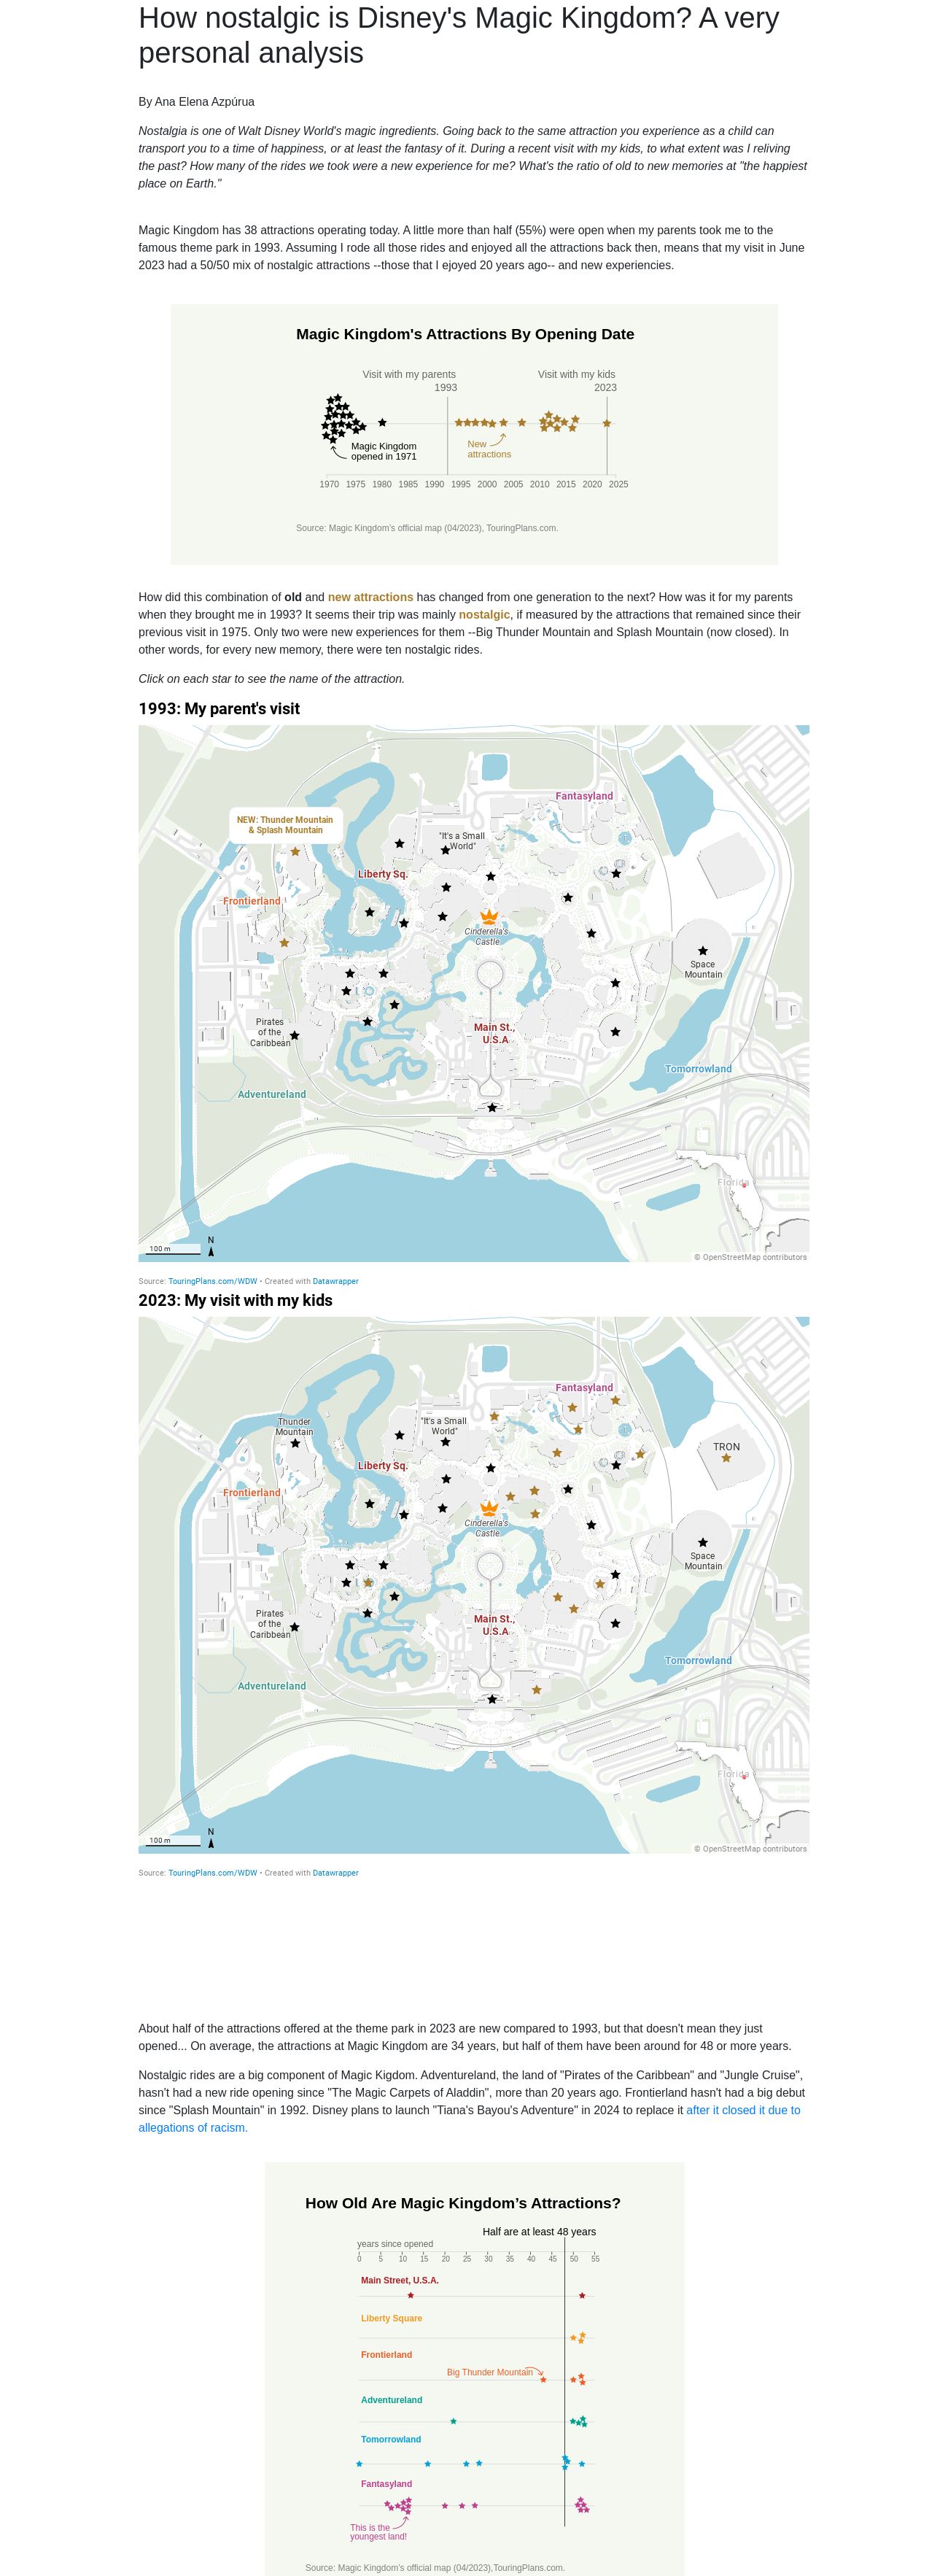 How nostalgic is Disney's Magic Kingdom? A very
personal analysis
By Ana Elena Azpúrua
Nostalgia is one of Walt Disney World's magic ingredients. Going back to the same attraction you experience as a child can
transport you to a time of happiness, or at least the fantasy of it. During a recent visit with my kids, to what extent was I reliving
the past? How many of the rides we took were a new experience for me? What's the ratio of old to new memories at "the happiest
place on Earth."
Magic Kingdom has 38 attractions operating today. A little more than half (55%) were open when my parents took me to the
famous theme park in 1993. Assuming I rode all those rides and enjoyed all the attractions back then, means that my visit in June
2023 had a 50/50 mix of nostalgic attractions --those that I ejoyed 20 years ago-- and new experiencies.
Magic Kingdom's Attractions By Opening Date
Visit with my parents
1993
Visit with my kids
2023
Magic Kingdom
opened in 1971
New
attractions
1970 1975 1980 1985 1990 1995 2000 2005 2010 2015 2020 2025
Source: Magic Kingdom's official map (04/2023), TouringPlans.com.
How did this combination of old and new attractions has changed from one generation to the next? How was it for my parents
when they brought me in 1993? It seems their trip was mainly nostalgic, if measured by the attractions that remained since their
previous visit in 1975. Only two were new experiences for them --Big Thunder Mountain and Splash Mountain (now closed). In
other words, for every new memory, there were ten nostalgic rides.
Click on each star to see the name of the attraction.
1993: My parent's visit
Fantasyland
NEW: Thunder Mountain
& Splash Mountain
"It's a Small
World"
Liberty Sq.
Frontierland
Cinderella's
Castle
Space
Mountain
Pirates
of the
Caribbean
Main St.,
U.S.A
Tomorrowland
Adventureland
Florida
N
100 m
© OpenStreetMap contributors
Source: TouringPlans.com/WDW • Created with Datawrapper
2023: My visit with my kids
Fantasyland
Thunder
Mountain
"It's a Small
World"
TRON
Liberty Sq.
Frontierland
Cinderella's
Castle
Space
Mountain
Pirates
of the
Caribbean
Main St.,
U.S.A
Tomorrowland
Adventureland
Florida
N
100 m
© OpenStreetMap contributors
Source: TouringPlans.com/WDW • Created with Datawrapper
About half of the attractions offered at the theme park in 2023 are new compared to 1993, but that doesn't mean they just
opened... On average, the attractions at Magic Kingdom are 34 years, but half of them have been around for 48 or more years.
Nostalgic rides are a big component of Magic Kigdom. Adventureland, the land of "Pirates of the Caribbean" and "Jungle Cruise",
hasn't had a new ride opening since "The Magic Carpets of Aladdin", more than 20 years ago. Frontierland hasn't had a big debut
since "Splash Mountain" in 1992. Disney plans to launch "Tiana's Bayou's Adventure" in 2024 to replace it after it closed it due to
allegations of racism.
How Old Are Magic Kingdom’s Attractions?
Half are at least 48 years
years since opened
0 5 10 15 20 25 30 35 40 45 50 55
Main Street, U.S.A.
Liberty Square
Frontierland
Big Thunder Mountain
Adventureland
Tomorrowland
Fantasyland
This is the
youngest land!
Source: Magic Kingdom's official map (04/2023),TouringPlans.com.